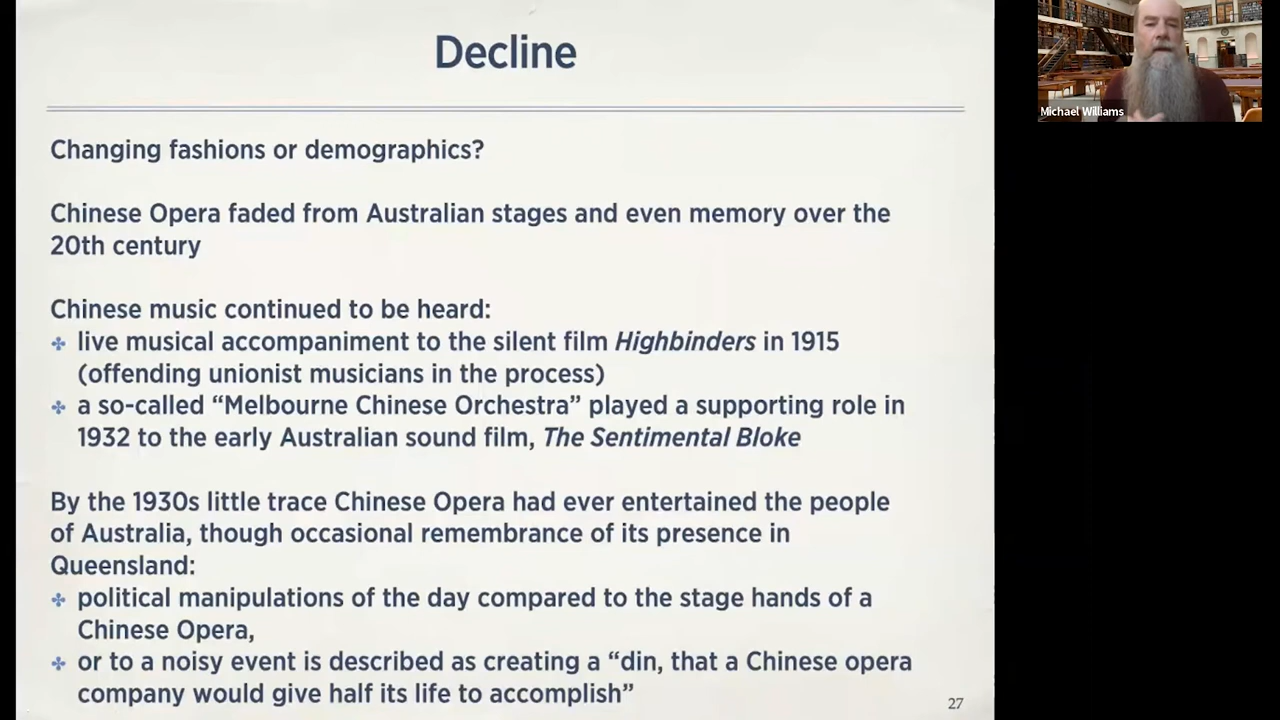 Decline
Changing fashions or demographics?
Chinese Opera faded from Australian stages and even memory over the
20th century
Chinese music continued to be heard:
live musical accompaniment to the silent film Highbinders in 1915
(offending unionist musicians in the process)
a so-called “Melbourne Chinese Orchestra” played a supporting role in
1932 to the early Australian sound film, The Sentimental Bloke
By the 1930s little trace Chinese Opera had ever entertained the people
of Australia, though occasional remembrance of its presence in
Queensland:
political manipulations of the day compared to the stage hands of a
Chinese Opera,
or to a noisy event is described as creating a “din, that a Chinese opera
company would give half its life to accomplish”
27
Michael Williams